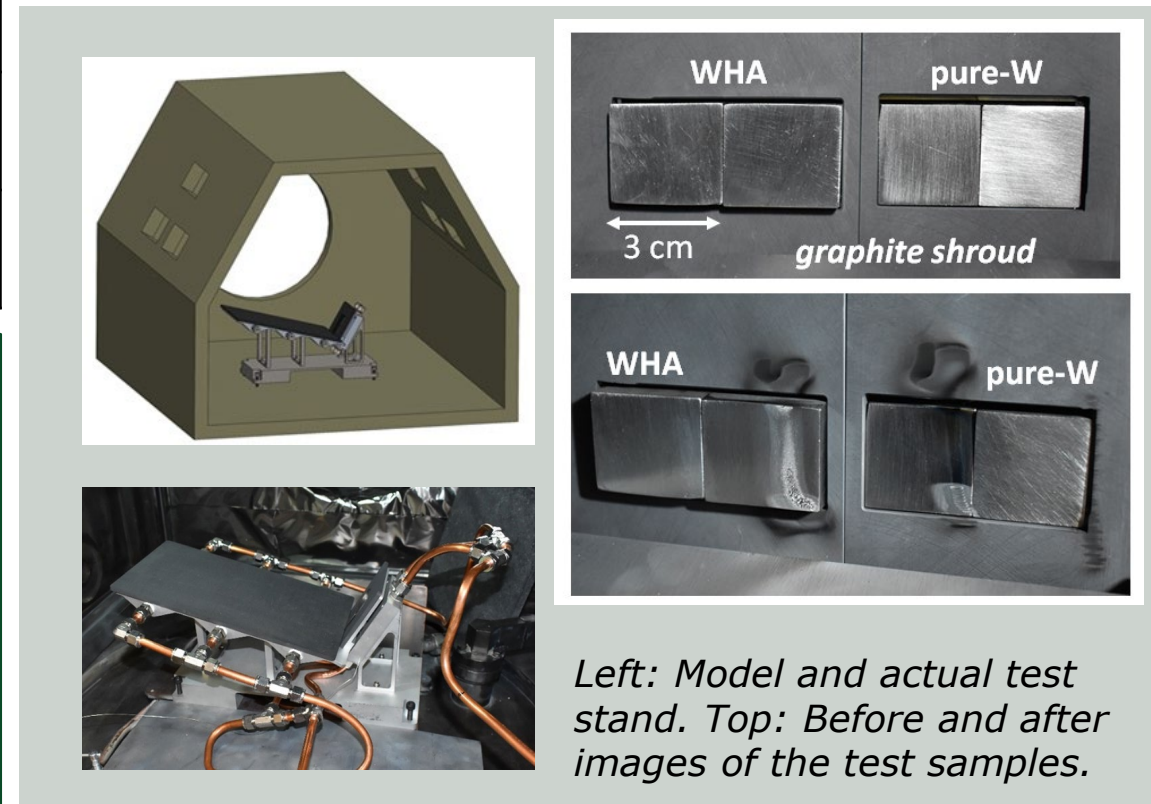 WHA
pure-W
3 cm
graphite shroud
WHA
pure-W
Left: Model and actual test
stand. Top: Before and after
images of the test samples.